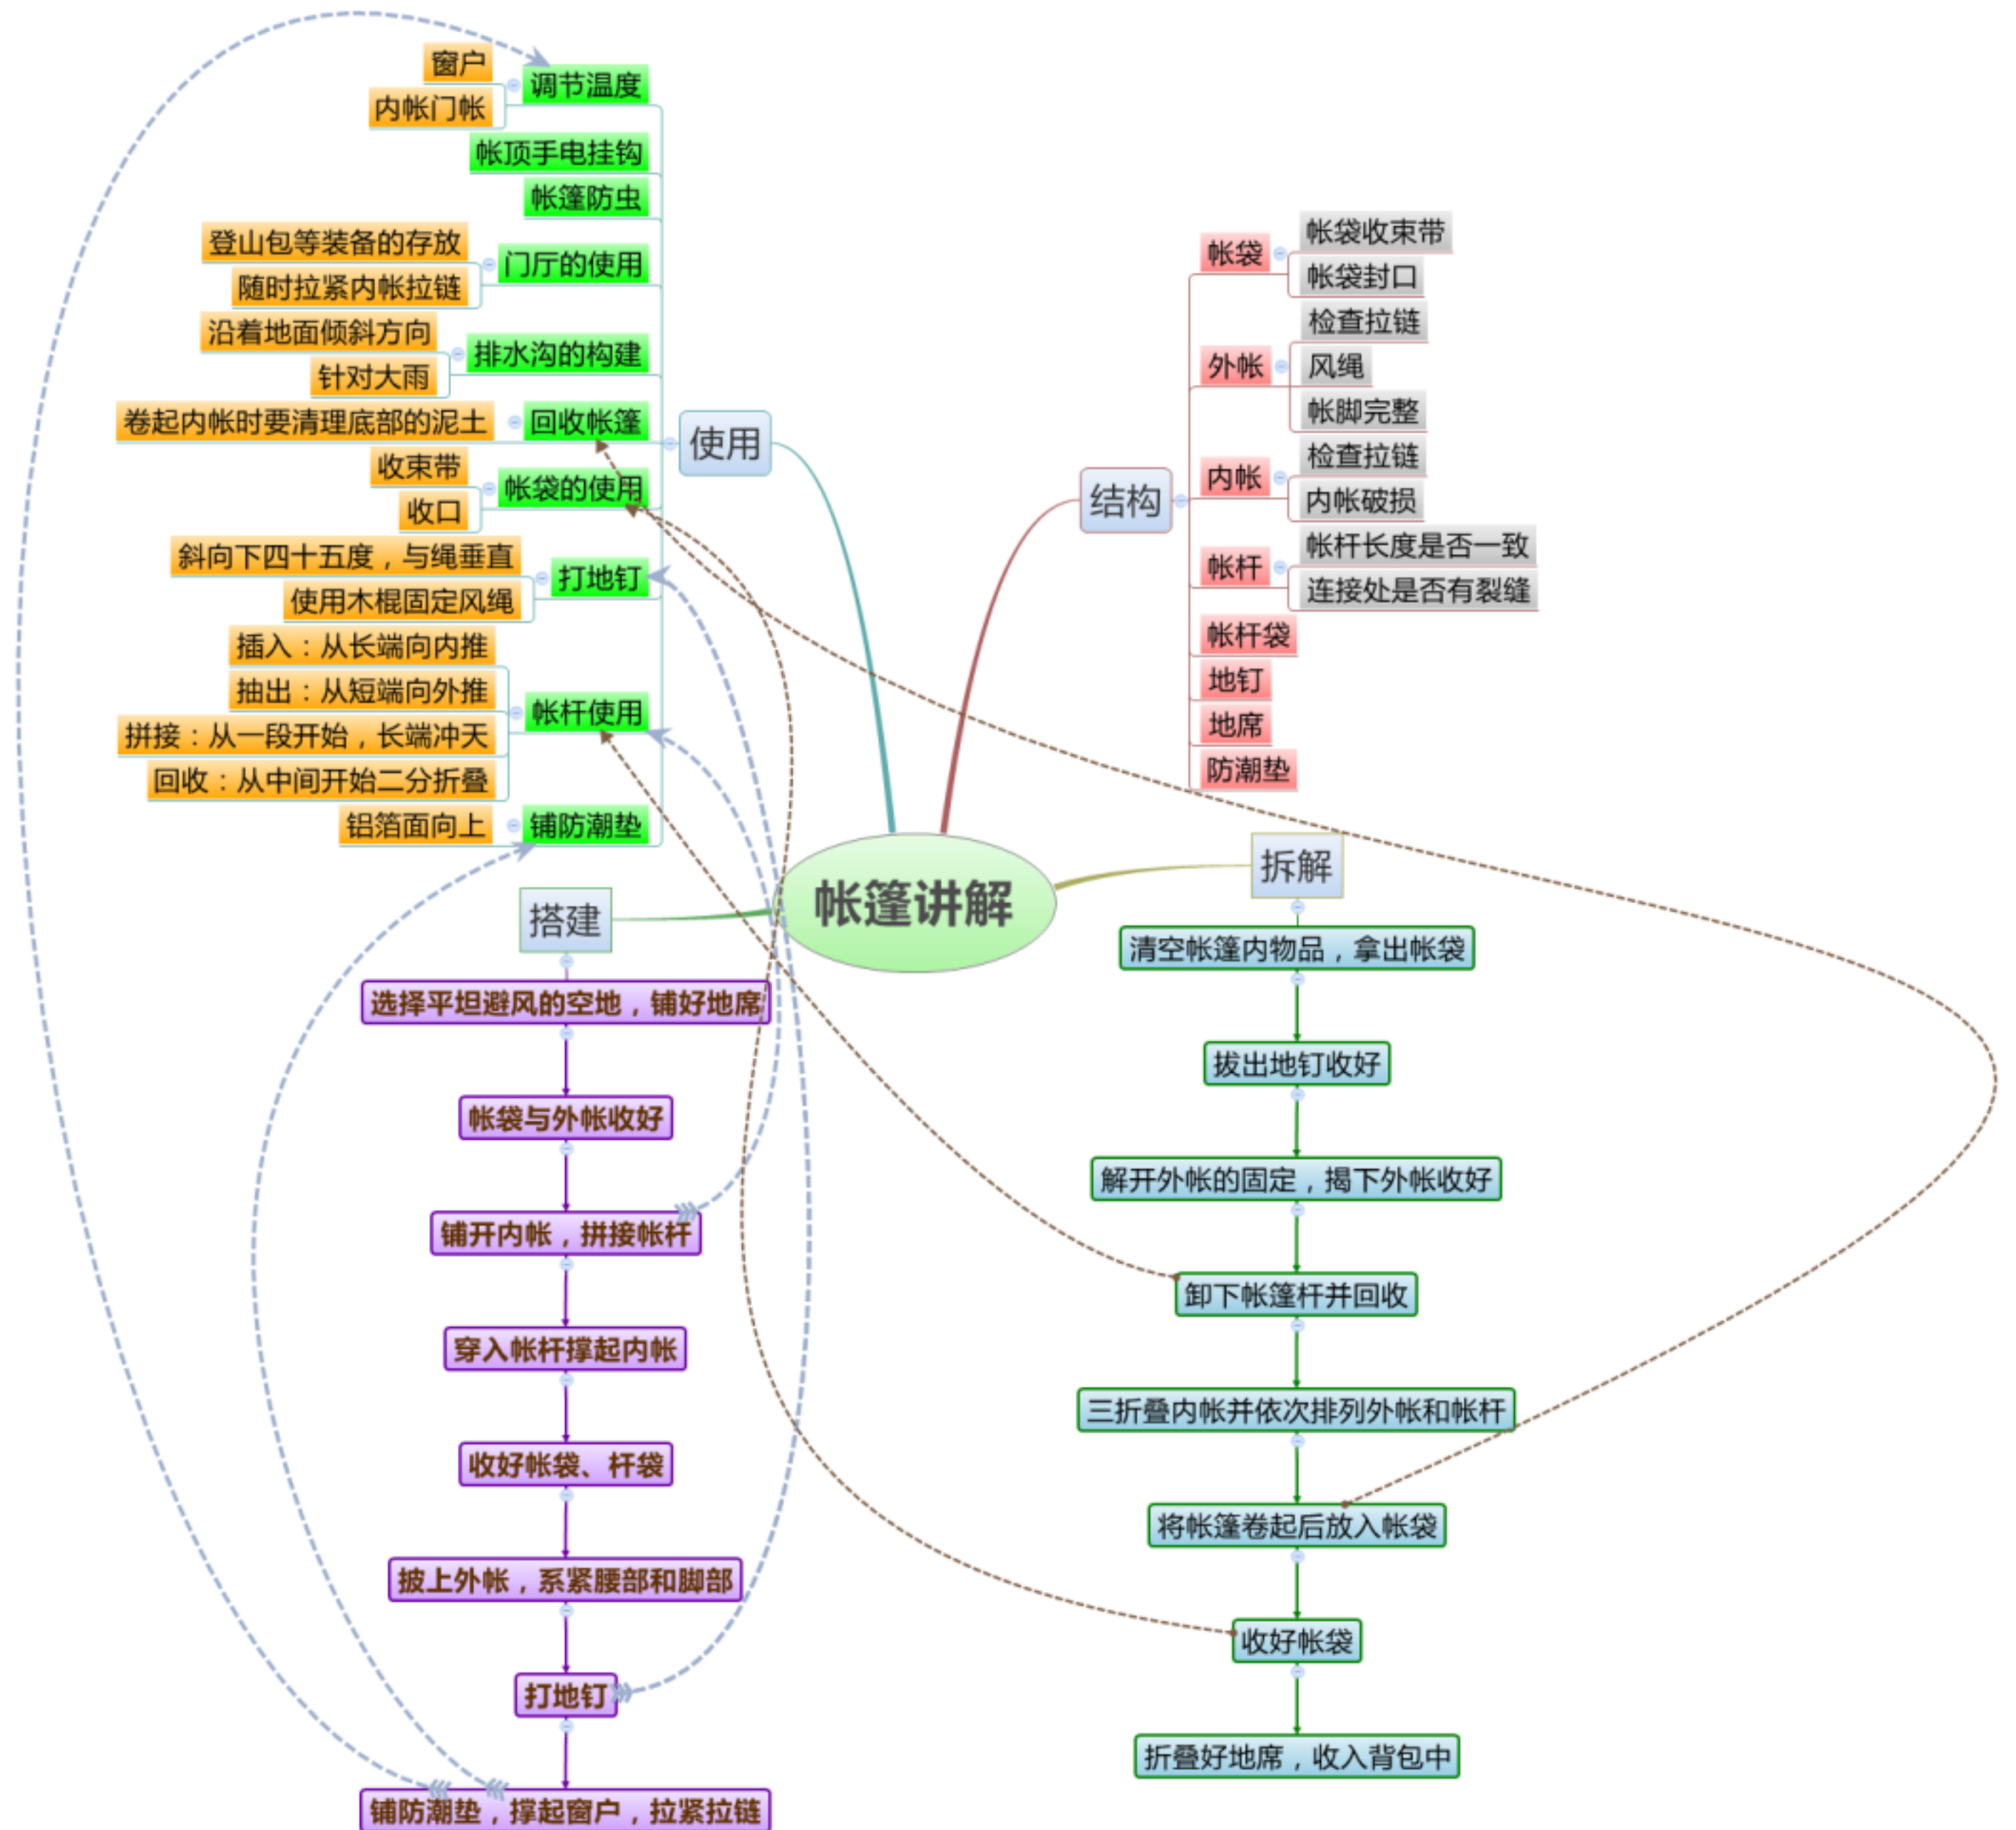 帐篷讲解
使用
调节温度
窗户
内帐门帐
帐顶手电挂钩
帐篷防虫
门厅的使用
登山包等装备的存放
随时拉紧内帐拉链
排水沟的构建
沿着地面倾斜方向
针对大雨
回收帐篷
卷起内帐时要清理底部的泥土
帐袋的使用
收束带
收口
打地钉
斜向下四十五度，与绳垂直
使用木棍固定风绳
帐杆使用
插入：从长端向内推
抽出：从短端向外推
拼接：从一段开始，长端冲天
回收：从中间开始二分折叠
铺防潮垫
铝箔面向上
结构
帐袋
帐袋收束带
帐袋封口
外帐
检查拉链
风绳
帐脚完整
内帐
检查拉链
内帐破损
帐杆
帐杆长度是否一致
连接处是否有裂缝
帐杆袋
地钉
地席
防潮垫
搭建
选择平坦避风的空地，铺好地席
帐袋与外帐收好
铺开内帐，拼接帐杆
穿入帐杆撑起内帐
收好帐袋、杆袋
披上外帐，系紧腰部和脚部
打地钉
铺防潮垫，撑起窗户，拉紧拉链
拆解
清空帐篷内物品，拿出帐袋
拔出地钉收好
解开外帐的固定，揭下外帐收好
卸下帐篷杆并回收
三折叠内帐并依次排列外帐和帐杆
将帐篷卷起后放入帐袋
收好帐袋
折叠好地席，收入背包中